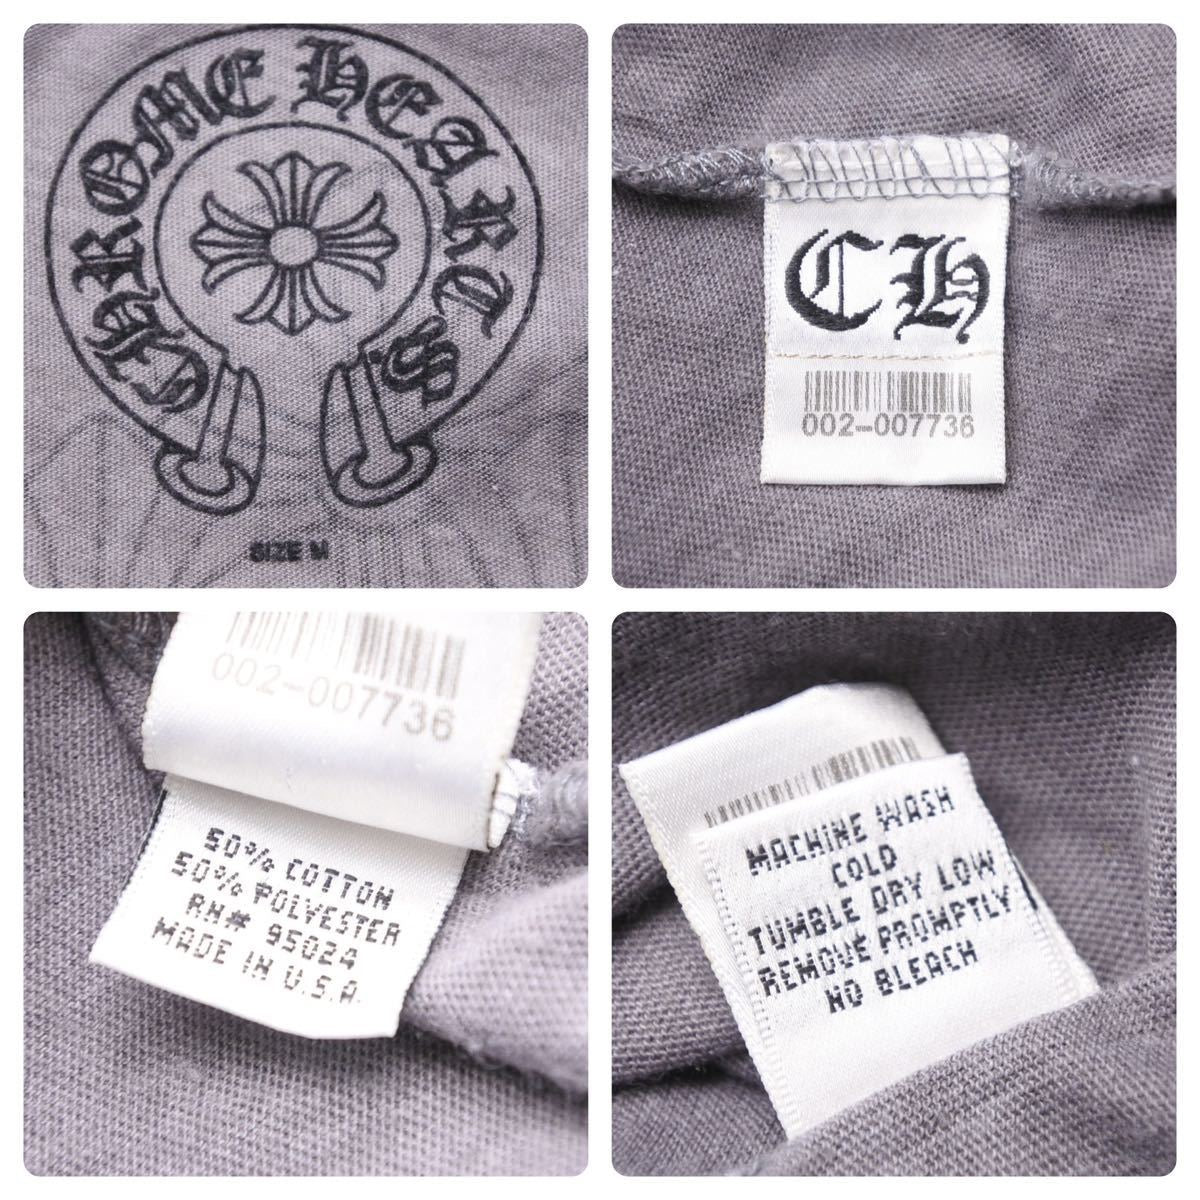 CHROME HEARTS
SIZE M
CH
002-007736
002-007736
50% COTTON
50% POLYESTER
RN# 95024
MADE IN U.S.A.
MACHINE WASH
COLD
TUMBLE DRY LOW
REMOVE PROMPTLY
NO BLEACH